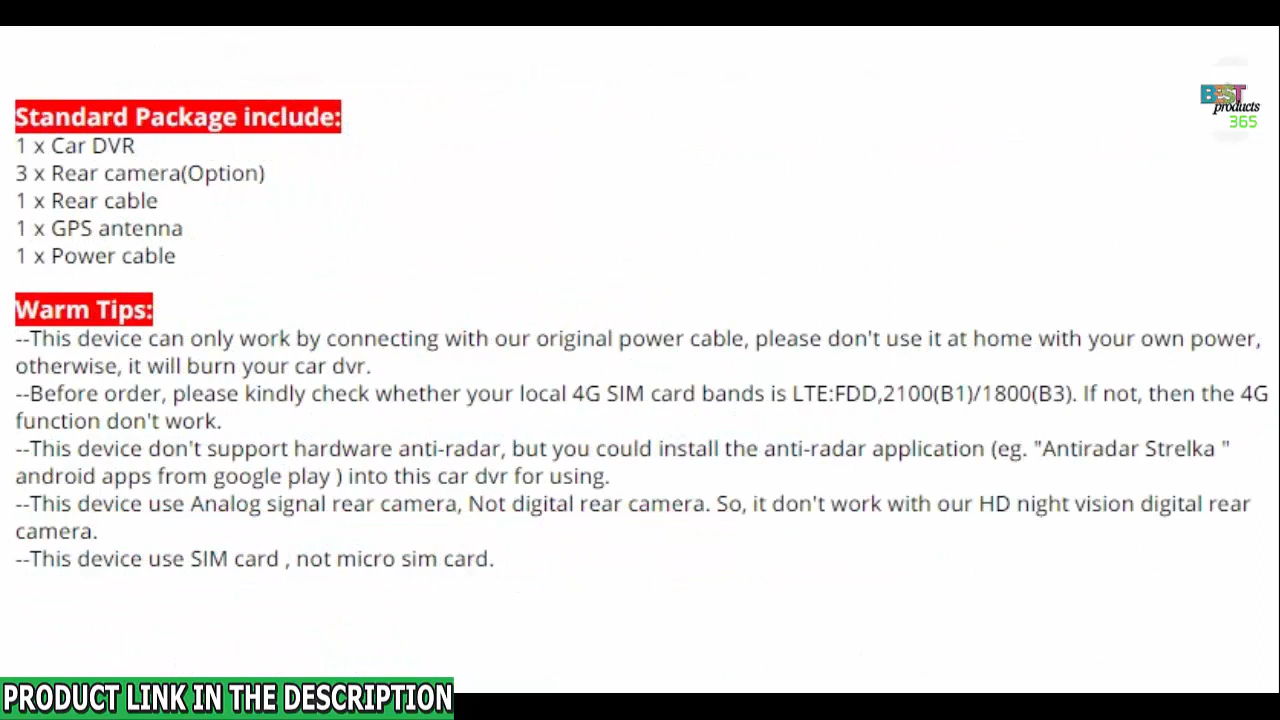 Standard Package include:
BEST
products
365
1 x Car DVR
3 x Rear camera(Option)
1 x Rear cable
1 x GPS antenna
1 x Power cable
Warm Tips:
--This device can only work by connecting with our original power cable, please don't use it at home with your own power,
otherwise, it will burn your car dvr.
--Before order, please kindly check whether your local 4G SIM card bands is LTE:FDD,2100(B1)/1800(B3). If not, then the 4G
function don't work.
--This device don't support hardware anti-radar, but you could install the anti-radar application (eg. "Antiradar Strelka "
android apps from google play ) into this car dvr for using.
--This device use Analog signal rear camera, Not digital rear camera. So, it don't work with our HD night vision digital rear
camera.
--This device use SIM card , not micro sim card.
PRODUCT LINK IN THE DESCRIPTION